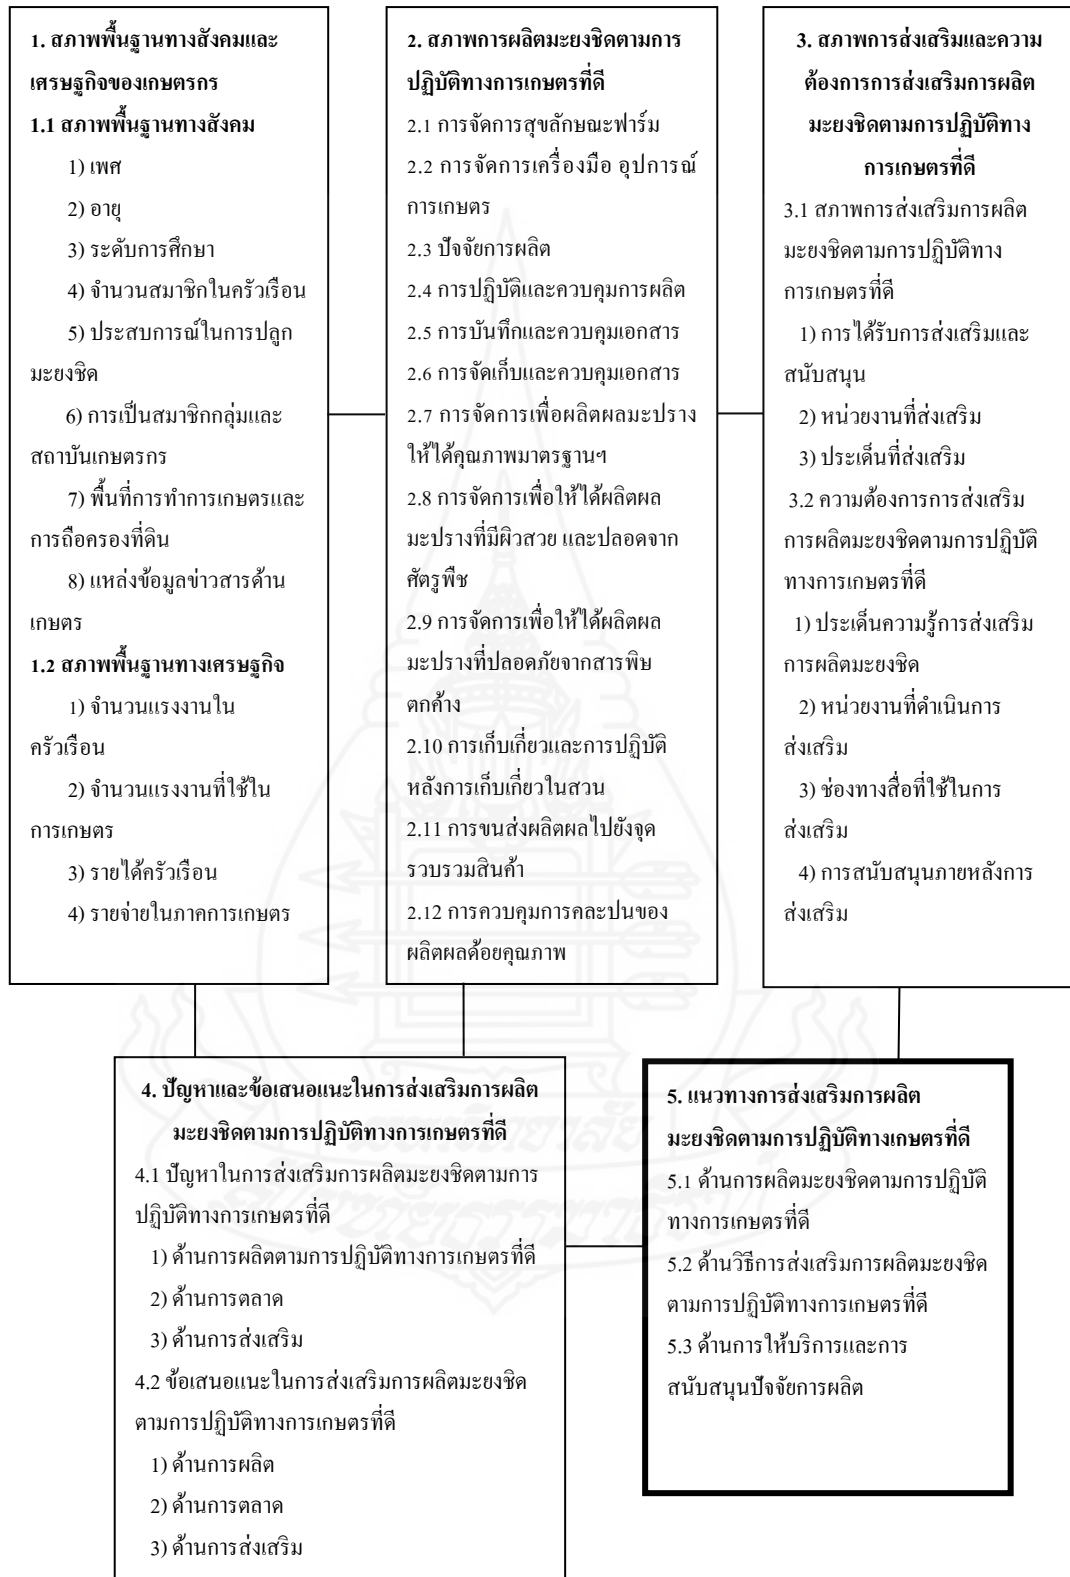 1. สภาพพื้นฐานทางสังคมและ
เศรษฐกิจของเกษตรกร
1.1 สภาพพื้นฐานทางสังคม
1) เพศ
2) อายุ
3) ระดับการศึกษา
4) จำนวนสมาชิกในครัวเรือน
5) ประสบการณ์ในการปลูก
มะยงชิด
6) การเป็นสมาชิกกลุ่มและ
สถาบันเกษตรกร
7) พื้นที่การทำการเกษตรและ
การถือครองที่ดิน
8) แหล่งข้อมูลข่าวสารด้าน
เกษตร
1.2 สภาพพื้นฐานทางเศรษฐกิจ
1) จำนวนแรงงานใน
ครัวเรือน
2) จำนวนแรงงานที่ใช้ใน
การเกษตร
3) รายได้ครัวเรือน
4) รายจ่ายในภาคการเกษตร
2. สภาพการผลิตมะยงชิดตามการ
ปฏิบัติทางการเกษตรที่ดี
2.1 การจัดการสุขลักษณะฟาร์ม
2.2 การจัดการเครื่องมือ อุปการณ์
การเกษตร
2.3 ปัจจัยการผลิต
2.4 การปฏิบัติและควบคุมการผลิต
2.5 การบันทึกและควบคุมเอกสาร
2.6 การจัดเก็บและควบคุมเอกสาร
2.7 การจัดการเพื่อผลิตผลมะปราง
ให้ได้คุณภาพมาตรฐานฯ
2.8 การจัดการเพื่อให้ได้ผลิตผล
มะปรางที่มีผิวสวย และปลอดจาก
ศัตรูพืช
2.9 การจัดการเพื่อให้ได้ผลิตผล
มะปรางที่ปลอดภัยจากสารพิษ
ตกค้าง
2.10 การเก็บเกี่ยวและการปฏิบัติ
หลังการเก็บเกี่ยวในสวน
2.11 การขนส่งผลิตผลไปยังจุด
รวบรวมสินค้า
2.12 การควบคุมการคละปนของ
ผลิตผลด้อยคุณภาพ
3. สภาพการส่งเสริมและความ
ต้องการการส่งเสริมการผลิต
มะยงชิดตามการปฏิบัติทาง
การเกษตรที่ดี
3.1 สภาพการส่งเสริมการผลิต
มะยงชิดตามการปฏิบัติทาง
การเกษตรที่ดี
1) การได้รับการส่งเสริมและ
สนับสนุน
2) หน่วยงานที่ส่งเสริม
3) ประเด็นที่ส่งเสริม
3.2 ความต้องการการส่งเสริม
การผลิตมะยงชิดตามการปฏิบัติ
ทางการเกษตรที่ดี
1) ประเด็นความรู้การส่งเสริม
การผลิตมะยงชิด
2) หน่วยงานที่ดำเนินการ
ส่งเสริม
3) ช่องทางสื่อที่ใช้ในการ
ส่งเสริม
4) การสนับสนุนภายหลังการ
ส่งเสริม
4. ปัญหาและข้อเสนอแนะในการส่งเสริมการผลิต
มะยงชิดตามการปฏิบัติทางการเกษตรที่ดี
4.1 ปัญหาในการส่งเสริมการผลิตมะยงชิดตามการ
ปฏิบัติทางการเกษตรที่ดี
1) ด้านการผลิตตามการปฏิบัติทางการเกษตรที่ดี
2) ด้านการตลาด
3) ด้านการส่งเสริม
4.2 ข้อเสนอแนะในการส่งเสริมการผลิตมะยงชิด
ตามการปฏิบัติทางการเกษตรที่ดี
1) ด้านการผลิต
2) ด้านการตลาด
3) ด้านการส่งเสริม
5. แนวทางการส่งเสริมการผลิต
มะยงชิดตามการปฏิบัติทางเกษตรที่ดี
5.1 ด้านการผลิตมะยงชิดตามการปฏิบัติ
ทางการเกษตรที่ดี
5.2 ด้านวิธีการส่งเสริมการผลิตมะยงชิด
ตามการปฏิบัติทางการเกษตรที่ดี
5.3 ด้านการให้บริการและการ
สนับสนุนปัจจัยการผลิต